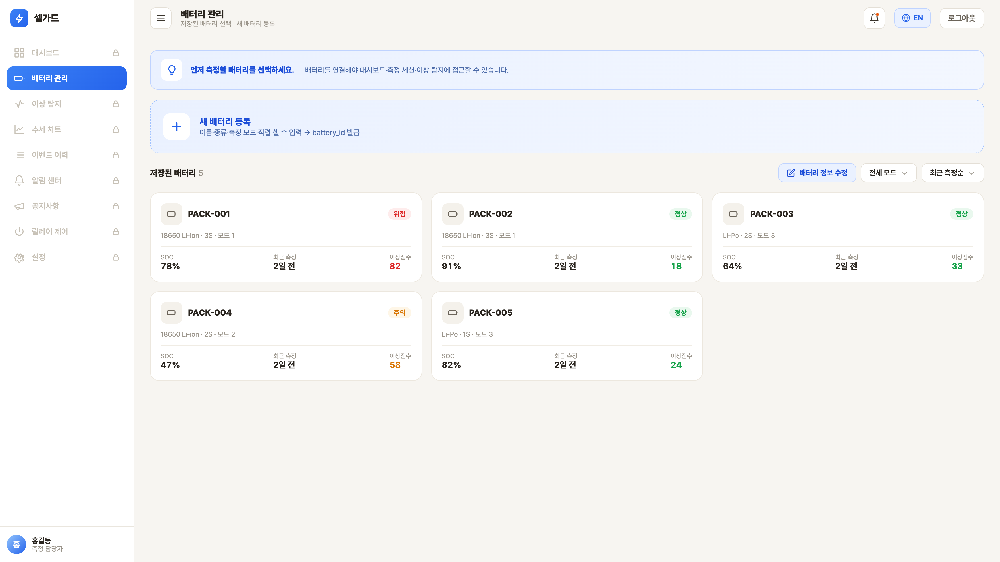 셀가드
대시보드
배터리 관리
이상 탐지
추세 차트
이벤트 이력
알림 센터
공지사항
릴레이 제어
설정
홍
홍길동
측정 담당자
배터리 관리
저장된 배터리 선택 · 새 배터리 등록
EN
로그아웃
먼저 측정할 배터리를 선택하세요. — 배터리를 연결해야 대시보드·측정 세션·이상 탐지에 접근할 수 있습니다.
새 배터리 등록
이름·종류·측정 모드·직렬 셀 수 입력 → battery_id 발급
저장된 배터리 5
배터리 정보 수정
전체 모드
최근 측정순
PACK-001
위험
18650 Li-ion · 3S · 모드 1
SOC
78%
최근 측정
2일 전
이상점수
82
PACK-002
정상
18650 Li-ion · 3S · 모드 1
SOC
91%
최근 측정
2일 전
이상점수
18
PACK-003
정상
Li-Po · 2S · 모드 3
SOC
64%
최근 측정
2일 전
이상점수
33
PACK-004
주의
18650 Li-ion · 2S · 모드 2
SOC
47%
최근 측정
2일 전
이상점수
58
PACK-005
정상
Li-Po · 1S · 모드 3
SOC
82%
최근 측정
2일 전
이상점수
24